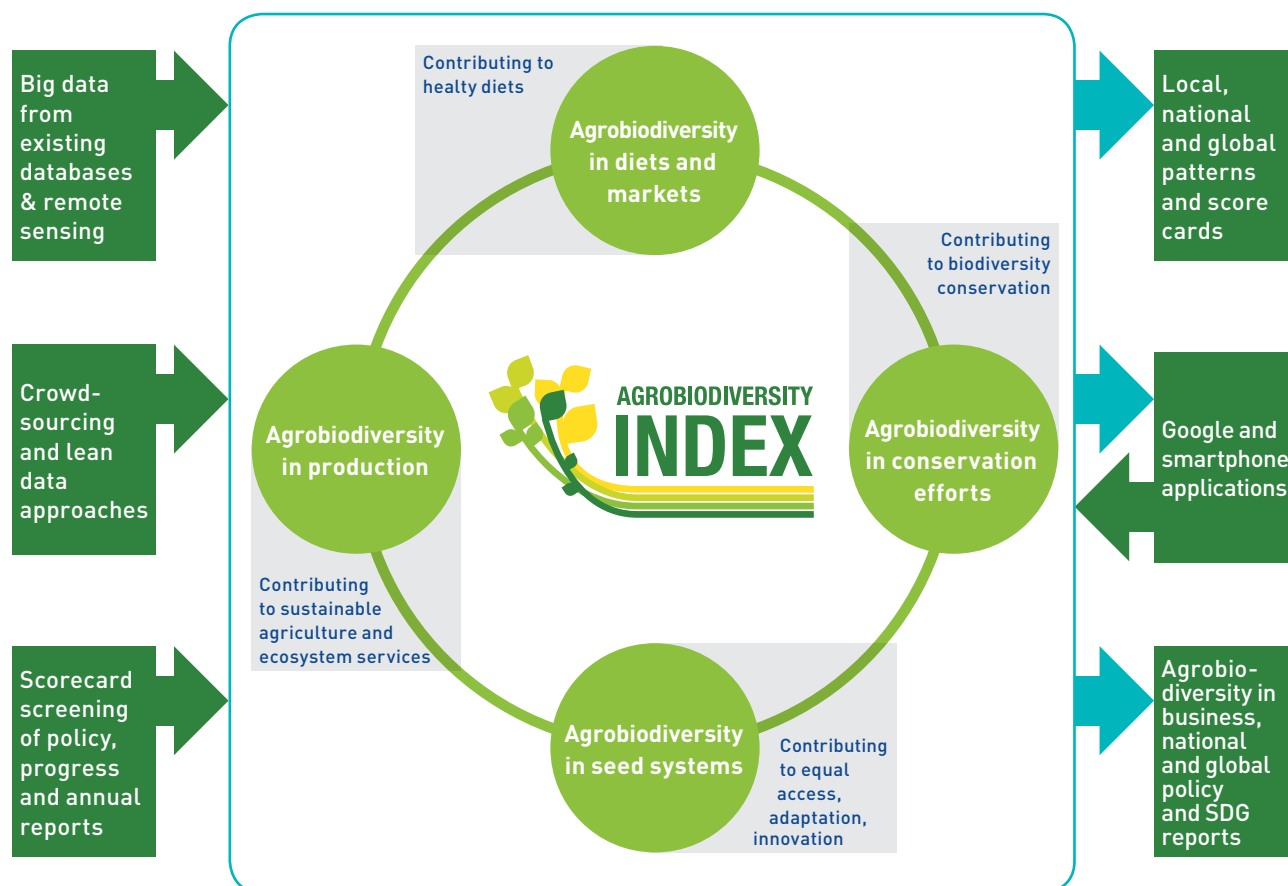 Big data
from
existing
databases
& remote
sensing
Crowd-
sourcing
and lean
data
approaches
Scorecard
screening
of policy,
progress
and annual
reports
Contributing to
healty diets
Agrobiodiversity
in diets and
markets
Contributing
to biodiversity
conservation
Agrobiodiversity
in production
AGROBIODIVERSITY
INDEX
Agrobiodiversity
in conservation
efforts
Contributing
to sustainable
agriculture and
ecosystem services
Agrobiodiversity
in seed systems
Contributing
to equal
access,
adaptation,
innovation
Local,
national
and global
patterns
and score
cards
Google and
smartphone
applications
Agrobio-
diversity in
business,
national
and global
policy
and SDG
reports